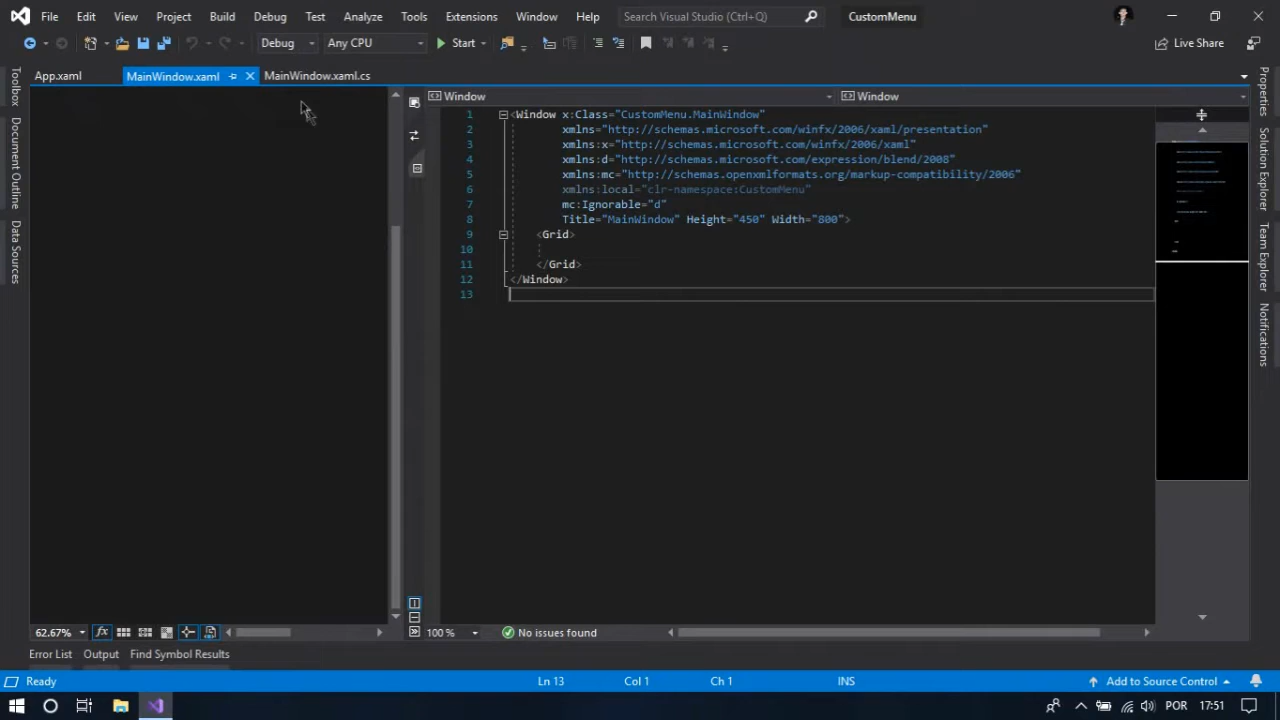 File Edit View Project Build Debug Test Analyze Tools Extensions Window Help Search Visual Studio (Ctrl+Q) CustomMenu
Debug Any CPU Start Live Share
App.xaml MainWindow.xaml MainWindow.xaml.cs
Toolbox
Document Outline
Data Sources
Window Window
1 <Window x:Class="CustomMenu.MainWindow"
2 xmlns="http://schemas.microsoft.com/winfx/2006/xaml/presentation"
3 xmlns:x="http://schemas.microsoft.com/winfx/2006/xaml"
4 xmlns:d="http://schemas.microsoft.com/expression/blend/2008"
5 xmlns:mc="http://schemas.openxmlformats.org/markup-compatibility/2006"
6 xmlns:local="clr-namespace:CustomMenu"
7 mc:Ignorable="d"
8 Title="MainWindow" Height="450" Width="800">
9 <Grid>
10
11 </Grid>
12 </Window>
13
Properties
Solution Explorer
Team Explorer
Notifications
62.67% fx 100 % No issues found
Error List Output Find Symbol Results
Ready Ln 13 Col 1 Ch 1 INS Add to Source Control
POR 17:51